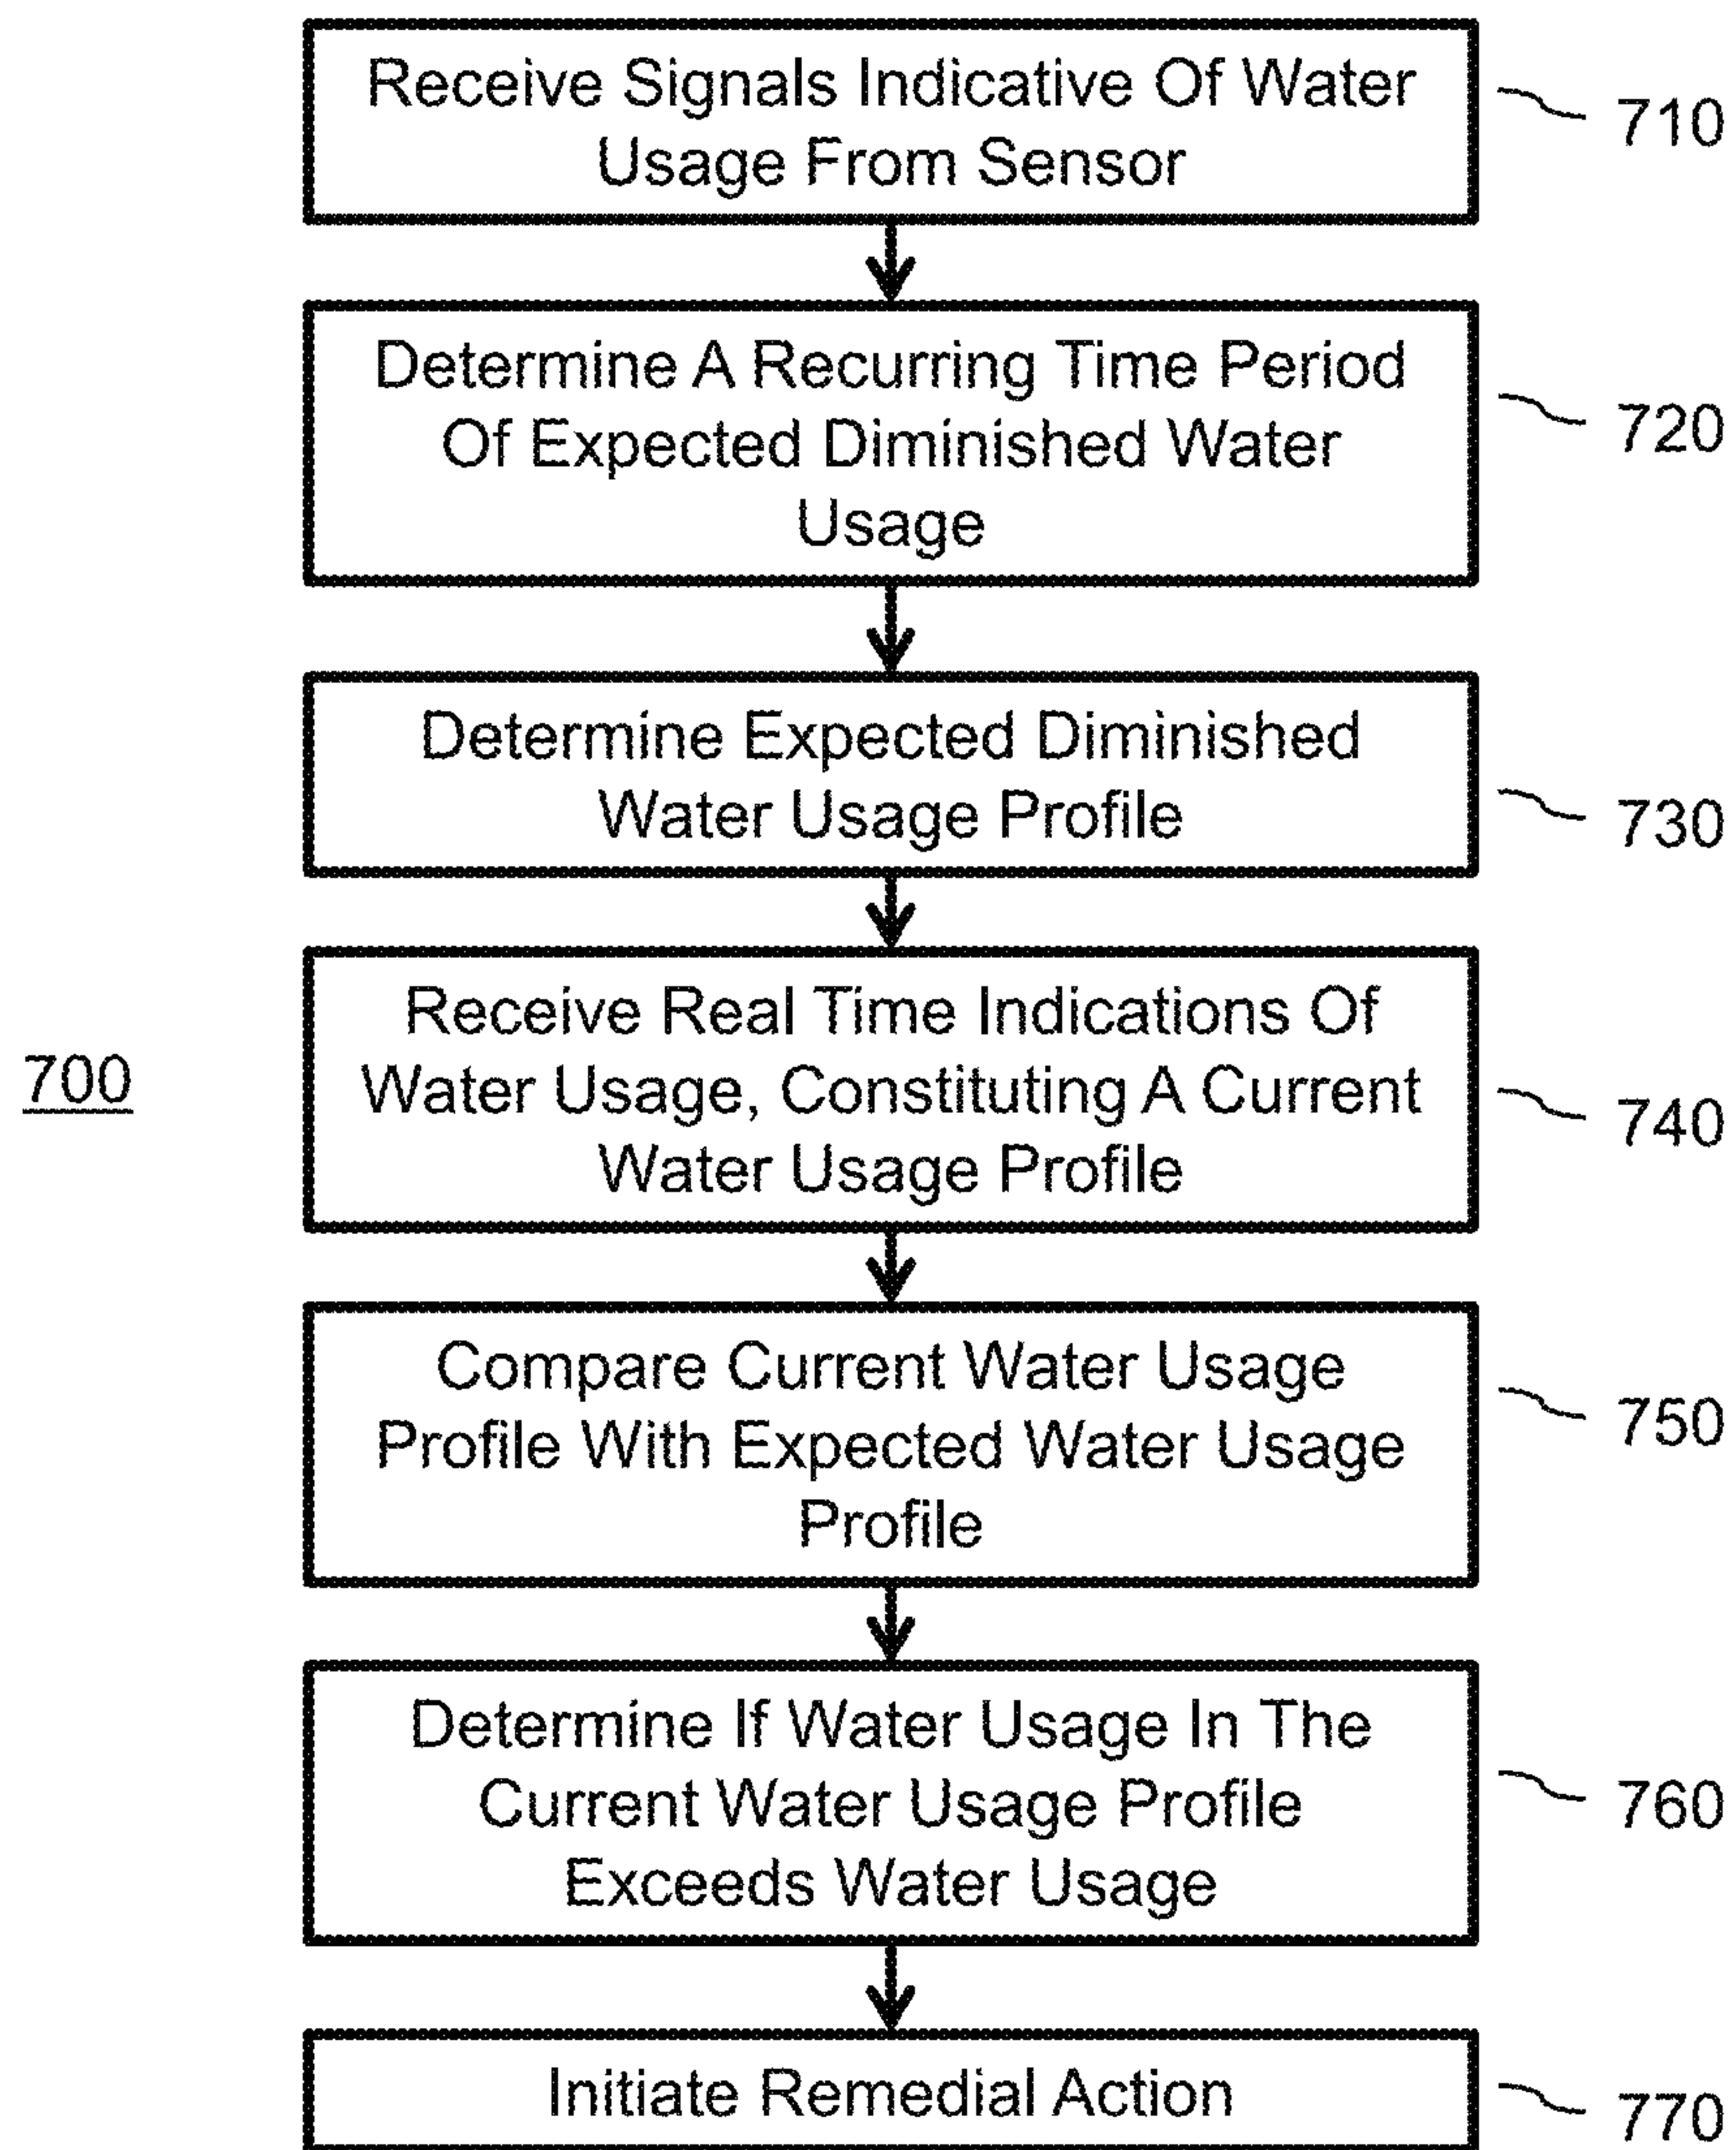 Receive Signals Indicative Of Water
Usage From Sensor
710
Determine A Recurring Time Period
Of Expected Diminished Water
Usage
720
Determine Expected Diminished
Water Usage Profile
730
700
Receive Real Time Indications Of
Water Usage, Constituting A Current
Water Usage Profile
740
Compare Current Water Usage
Profile With Expected Water Usage
Profile
750
Determine If Water Usage In The
Current Water Usage Profile
Exceeds Water Usage
760
Initiate Remedial Action
770